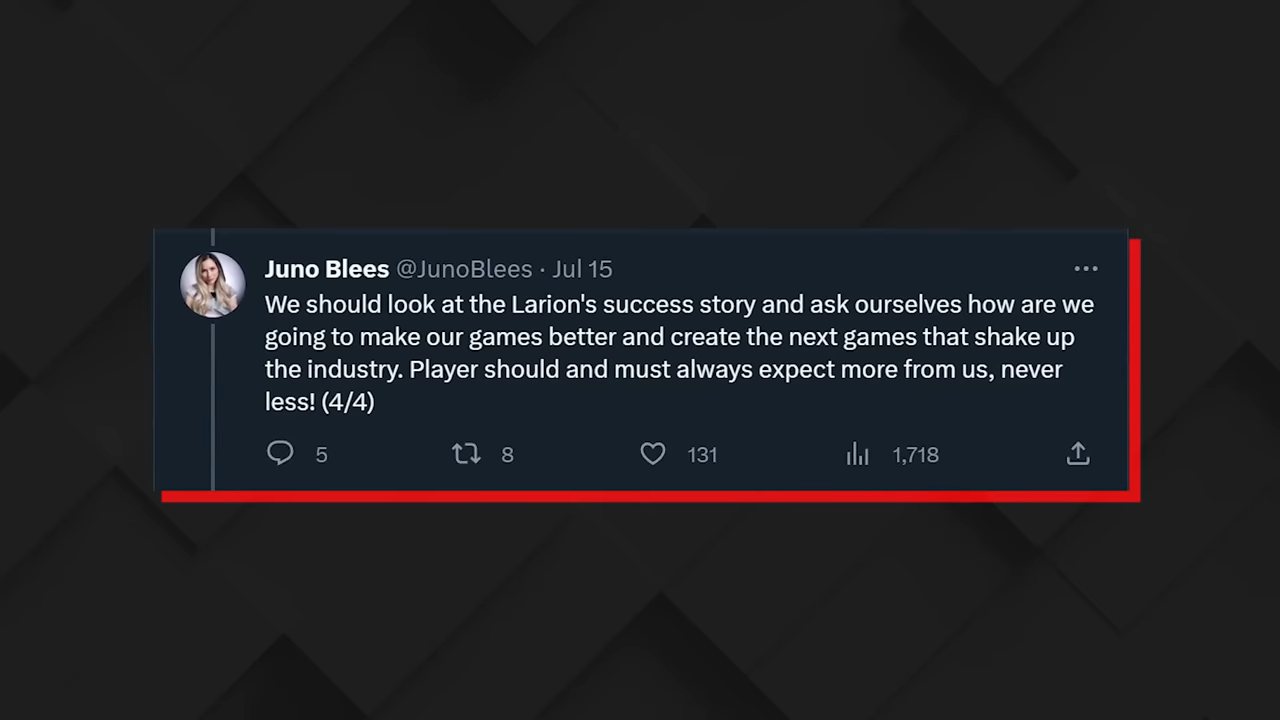 Juno Blees @JunoBlees · Jul 15
We should look at the Larion's success story and ask ourselves how are we
going to make our games better and create the next games that shake up
the industry. Player should and must always expect more from us, never
less! (4/4)
5 8 131 1,718